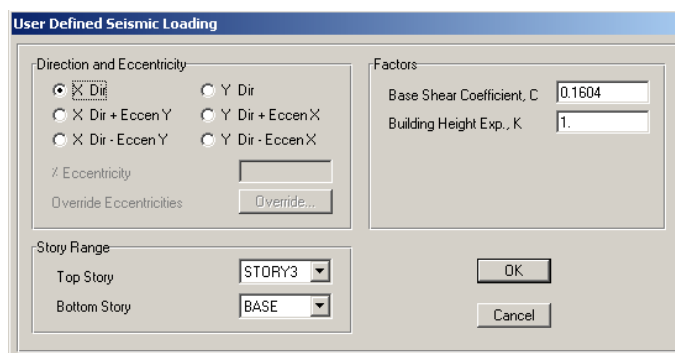 User Defined Seismic Loading
Direction and Eccentricity
X Dir
Y Dir
X Dir + Eccen Y
Y Dir + Eccen X
X Dir - Eccen Y
Y Dir - Eccen X
% Eccentricity
Override Eccentricities
Override...
Factors
Base Shear Coefficient, C
0.1604
Building Height Exp., K
1.
Story Range
Top Story
STORY3
Bottom Story
BASE
OK
Cancel